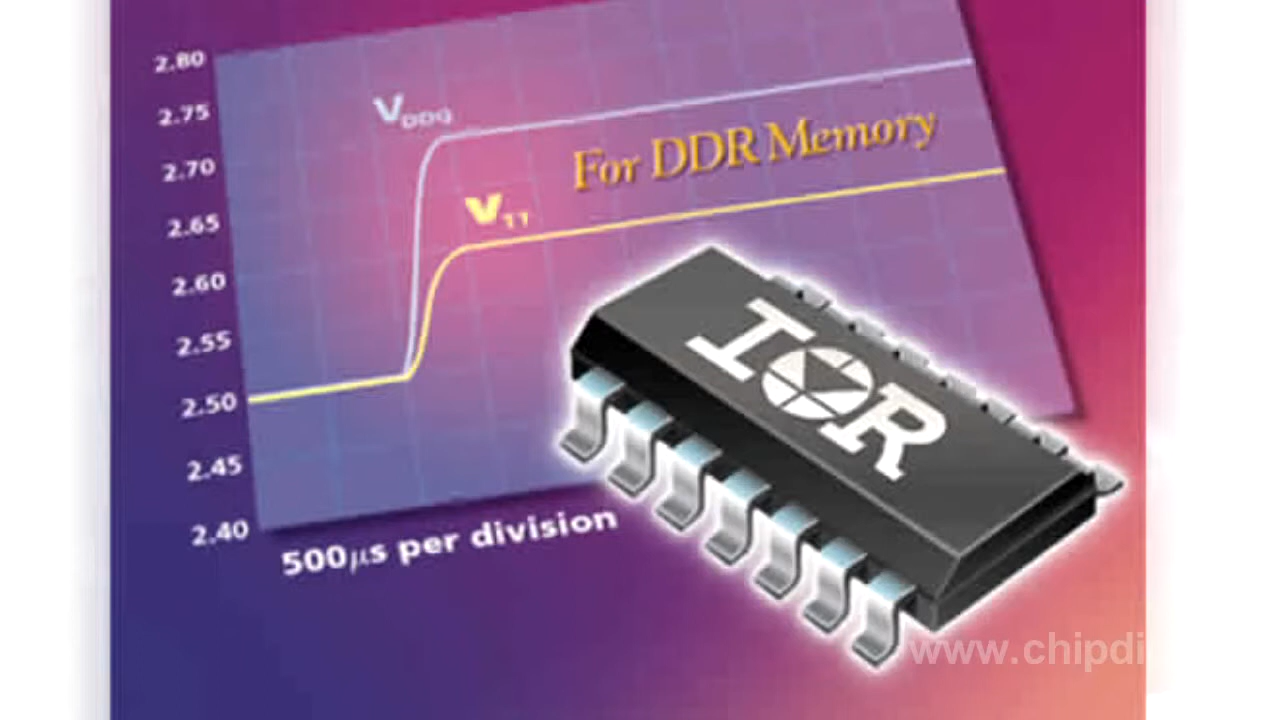 2.80
2.75
2.70
2.65
2.60
2.55
2.50
2.45
2.40
VDDQ
For DDR Memory
VTT
IOR
500μs per division
www.chipdi